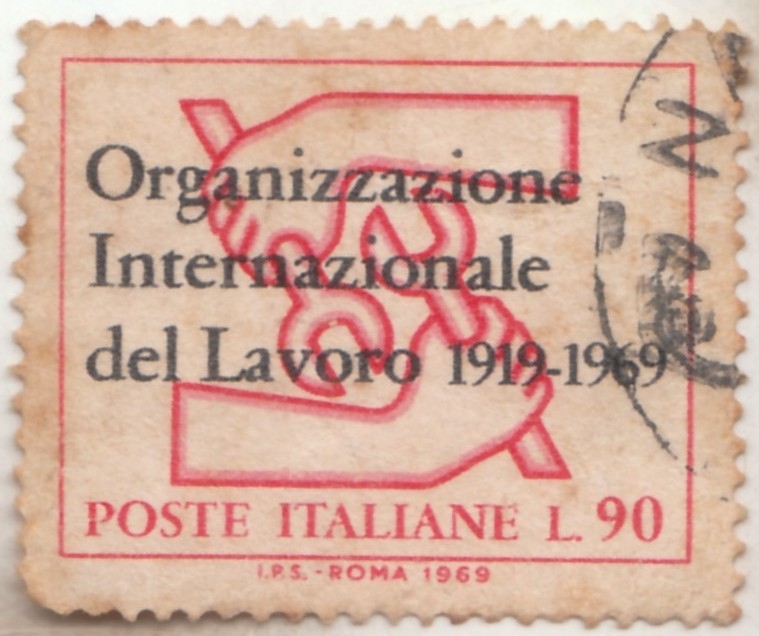 Organizzazione
Internazionale
del Lavoro 1919-1969
POSTE ITALIANE L. 90
I.P.S. - ROMA 1969